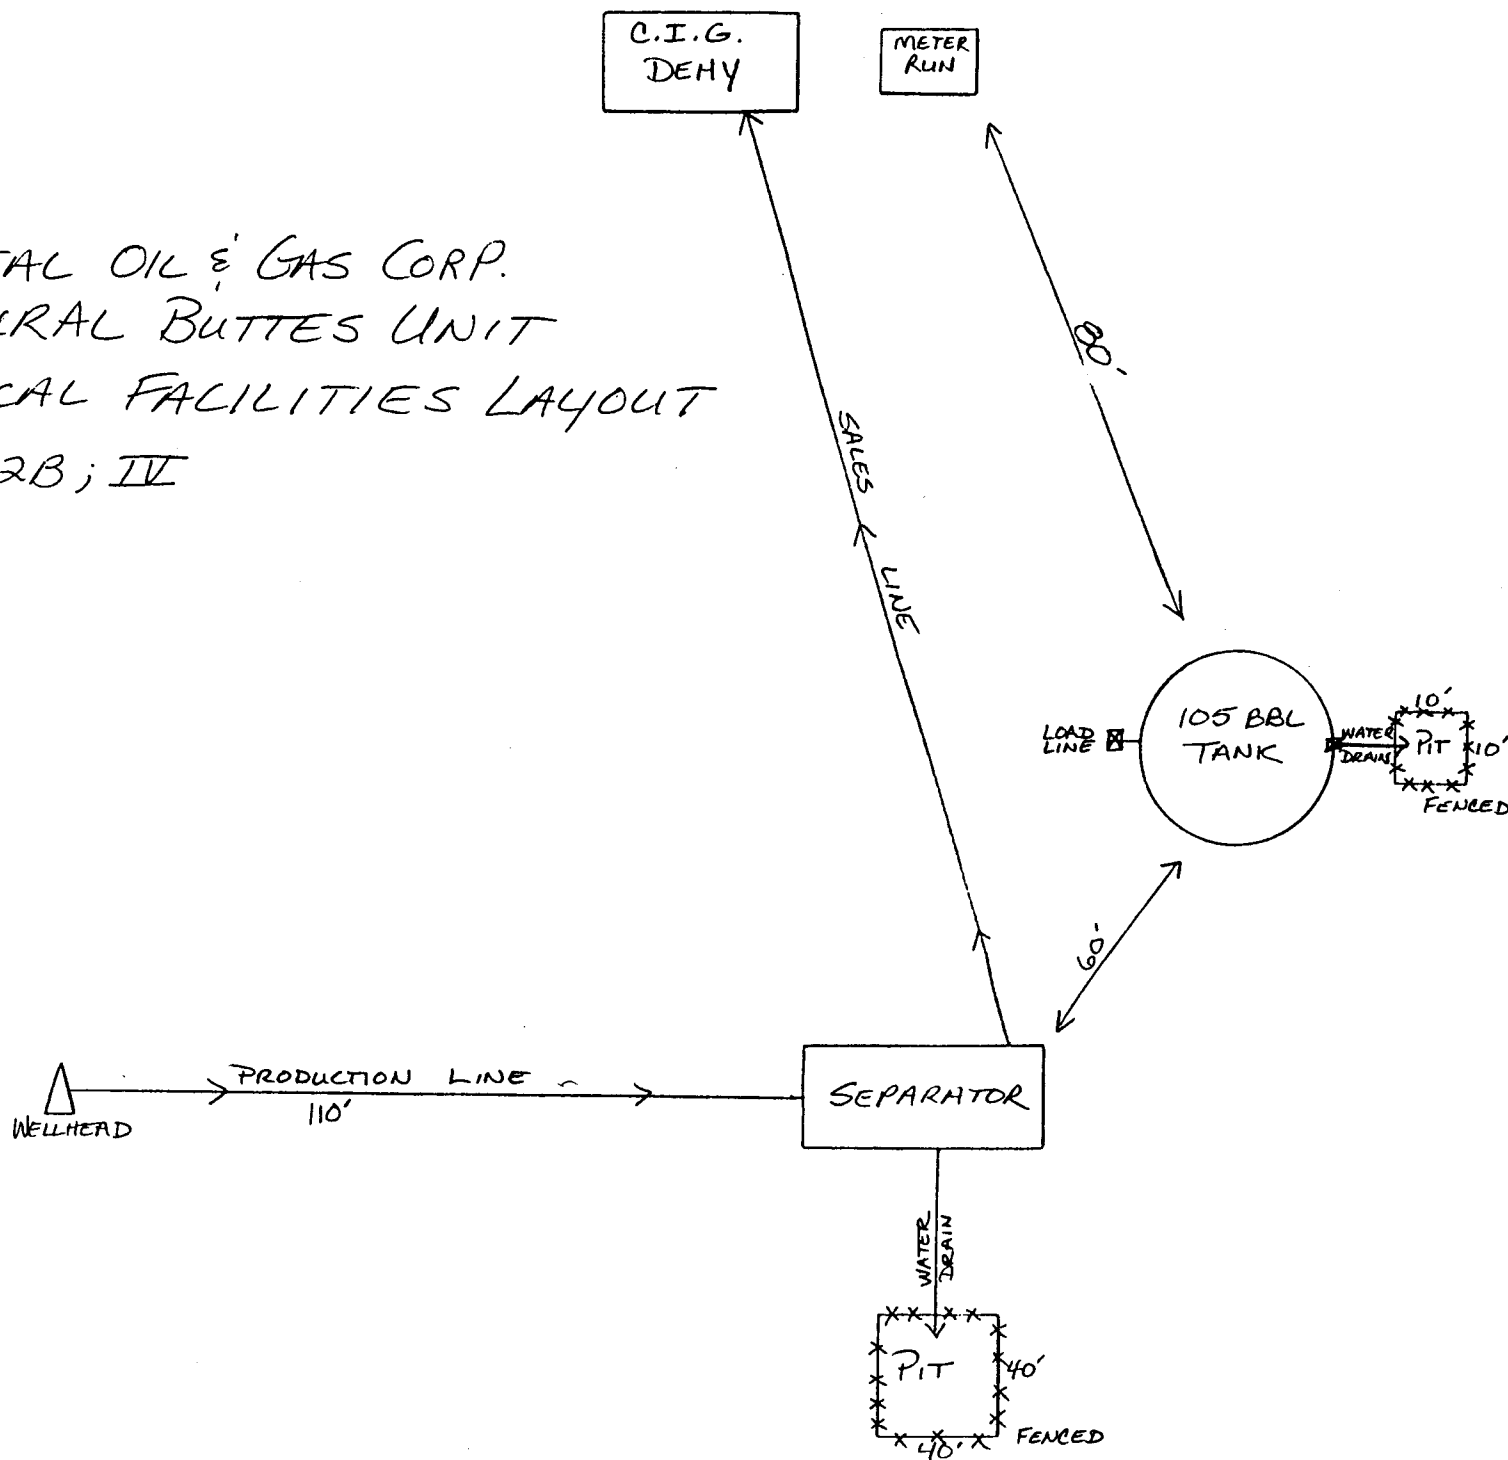 C.I.G.
DEHY
METER
RUN
TAL OIL & GAS CORP.
RAL BUTTES UNIT
CAL FACILITIES LAYOUT
2B; IV
80'
SALES LINE
105 BBL
TANK
LOAD
LINE
WATER
DRAIN
10'
PIT
10'
FENCED
60'
PRODUCTION LINE
110'
WELLHEAD
SEPARATOR
WATER
DRAIN
PIT
40'
40'
FENCED